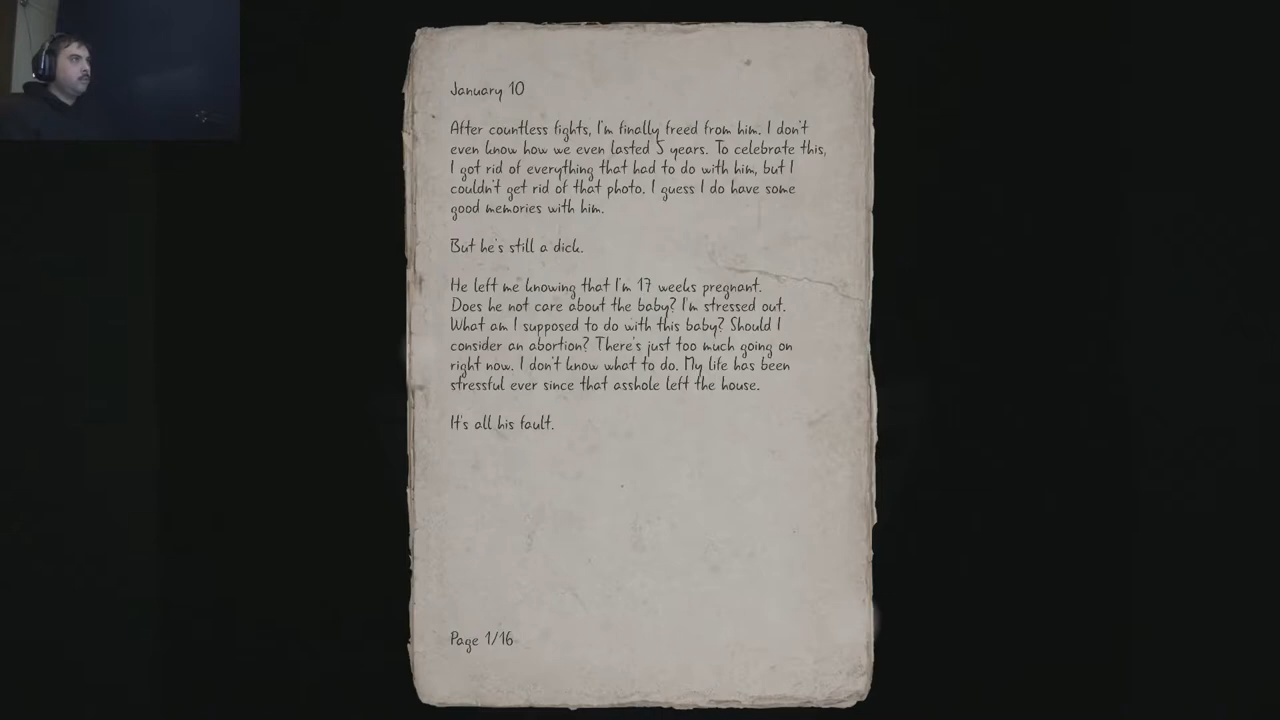 January 10
After countless fights, I'm finally freed from him. I don't
even know how we even lasted 5 years. To celebrate this,
I got rid of everything that had to do with him, but I
couldn't get rid of that photo. I guess I do have some
good memories with him.
But he's still a dick.
He left me knowing that I'm 17 weeks pregnant.
Does he not care about the baby? I'm stressed out.
What am I supposed to do with this baby? Should I
consider an abortion? There's just too much going on
right now. I don't know what to do. My life has been
stressful ever since that asshole left the house.
It's all his fault.
Page 1/16